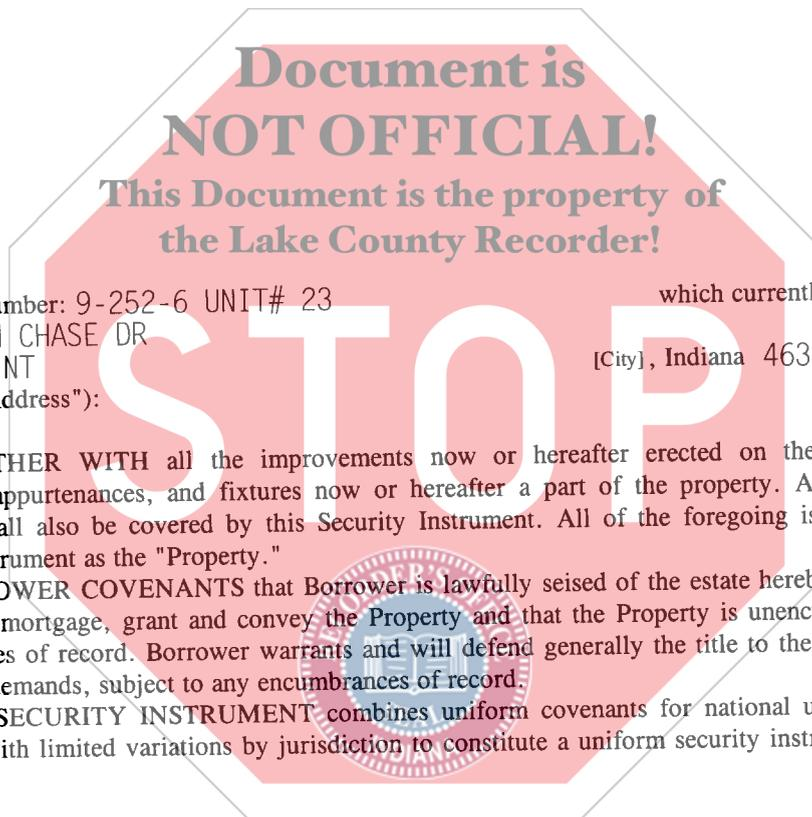 Document is
NOT OFFICIAL!
This Document is the property of
the Lake County Recorder!
STOP
umber: 9-252-6 UNIT# 23 which currentl
CHASE DR
NT [City], Indiana 463
ddress"):
THER WITH all the improvements now or hereafter erected on the
appurtenances, and fixtures now or hereafter a part of the property. A
all also be covered by this Security Instrument. All of the foregoing is
rument as the "Property."
OWER COVENANTS that Borrower is lawfully seised of the estate hereb
mortgage, grant and convey the Property and that the Property is unenc
es of record. Borrower warrants and will defend generally the title to the
emands, subject to any encumbrances of record.
SECURITY INSTRUMENT combines uniform covenants for national u
ith limited variations by jurisdiction to constitute a uniform security instr